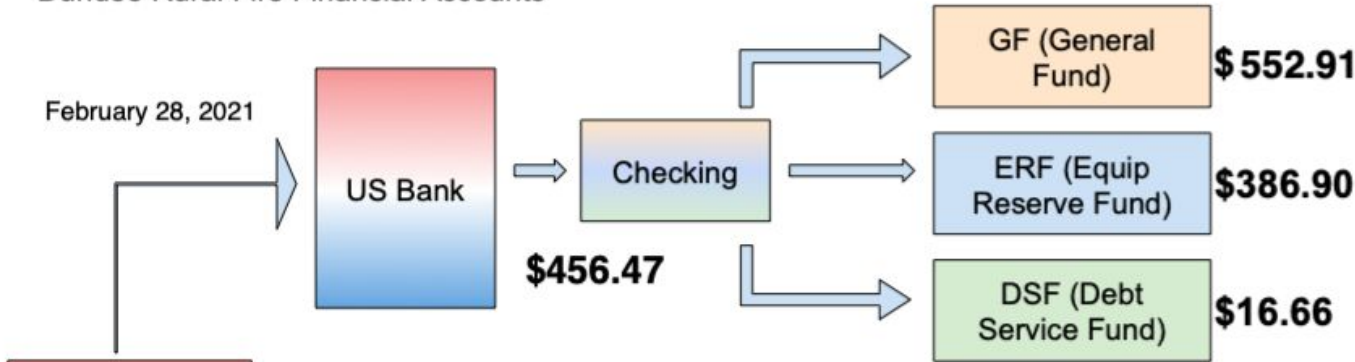 February 28, 2021
US Bank
$456.47
Checking
GF (General
Fund)
$ 552.91
ERF (Equip
Reserve Fund)
$386.90
DSF (Debt
Service Fund)
$16.66